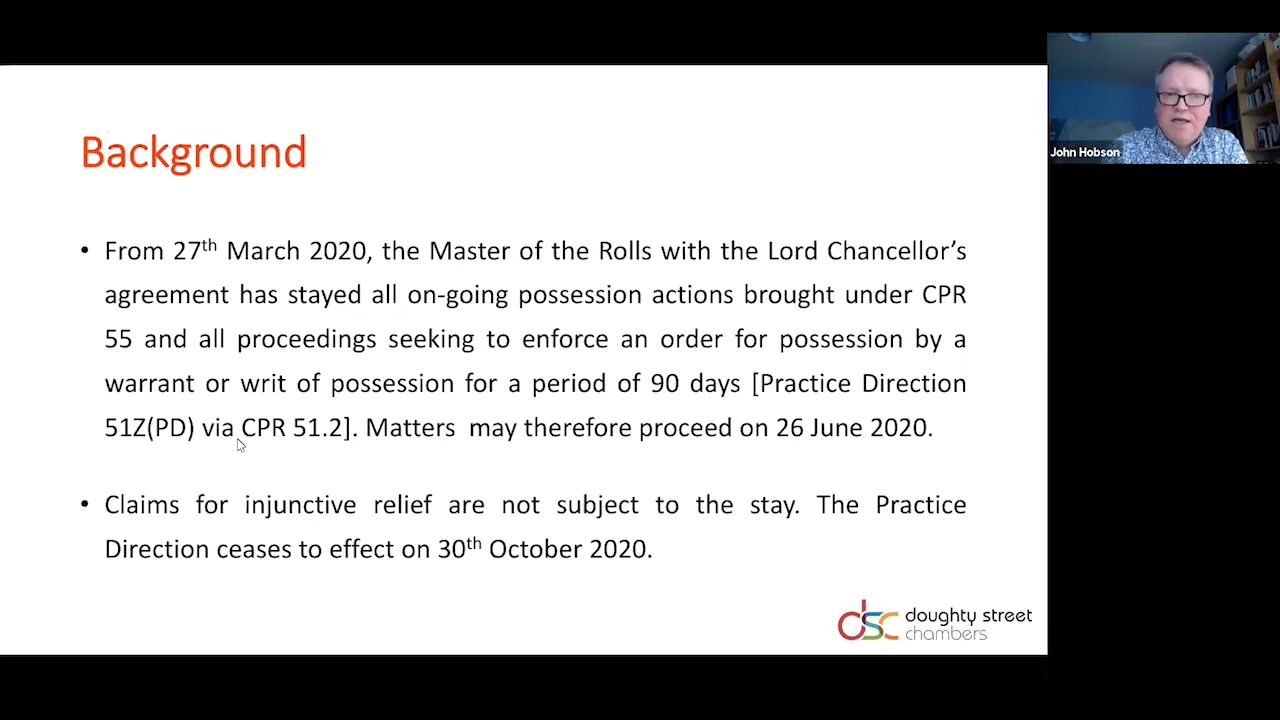 Background
• From 27th March 2020, the Master of the Rolls with the Lord Chancellor’s
agreement has stayed all on-going possession actions brought under CPR
55 and all proceedings seeking to enforce an order for possession by a
warrant or writ of possession for a period of 90 days [Practice Direction
51Z(PD) via CPR 51.2]. Matters may therefore proceed on 26 June 2020.
• Claims for injunctive relief are not subject to the stay. The Practice
Direction ceases to effect on 30th October 2020.
dsc doughty street
chambers
John Hobson